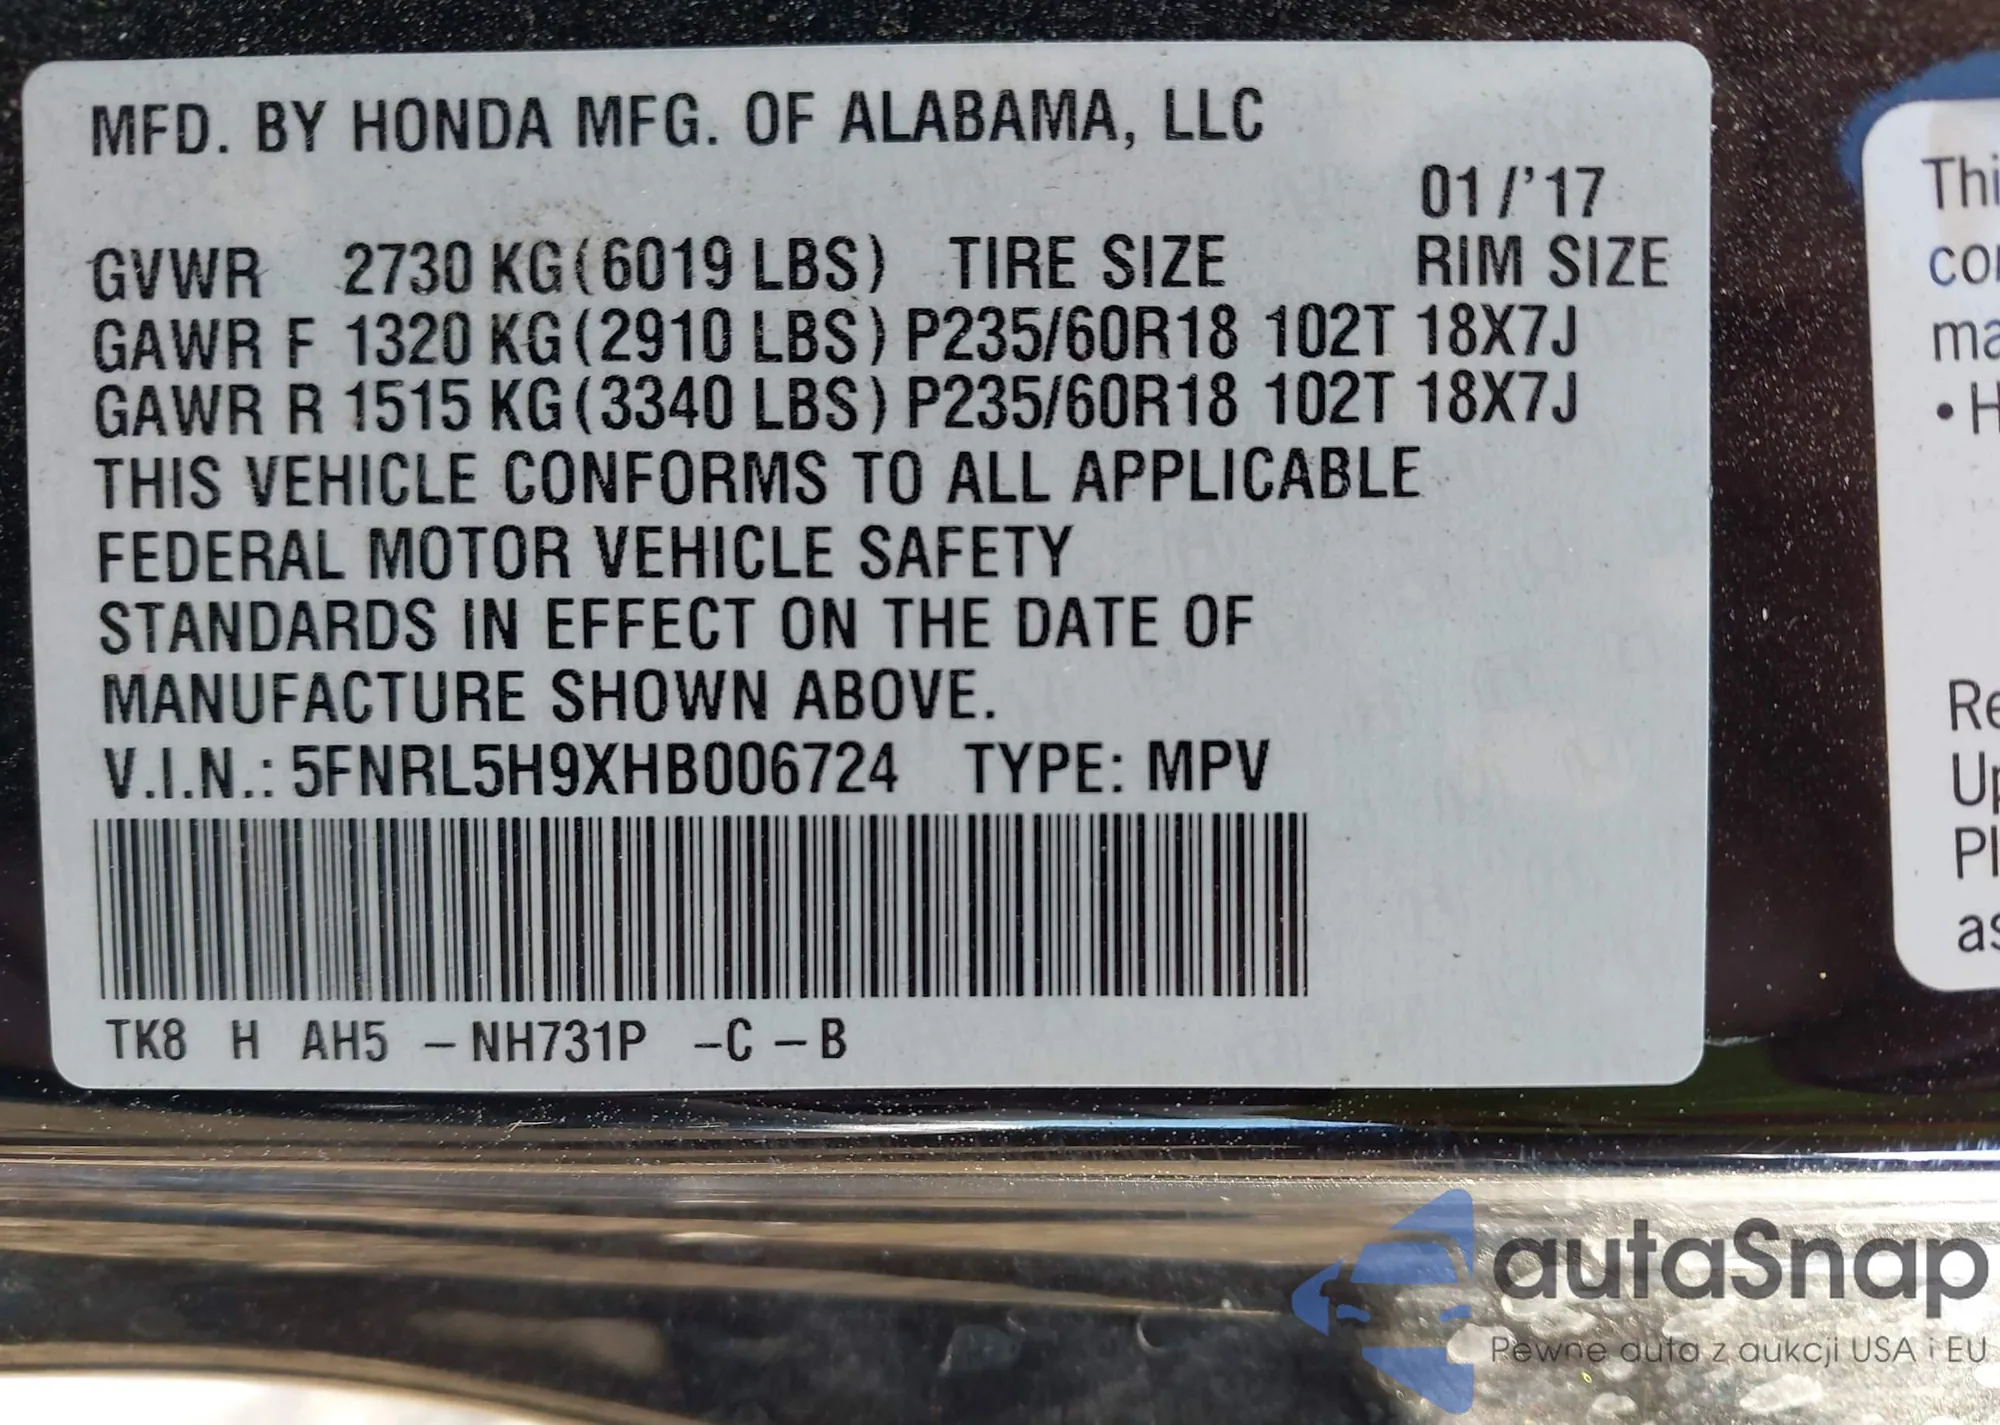 MFD. BY HONDA MFG. OF ALABAMA, LLC
01/'17
GVWR 2730 KG(6019 LBS) TIRE SIZE RIM SIZE
GAWR F 1320 KG(2910 LBS) P235/60R18 102T 18X7J
GAWR R 1515 KG(3340 LBS) P235/60R18 102T 18X7J
THIS VEHICLE CONFORMS TO ALL APPLICABLE
FEDERAL MOTOR VEHICLE SAFETY
STANDARDS IN EFFECT ON THE DATE OF
MANUFACTURE SHOWN ABOVE.
V.I.N.: 5FNRL5H9XHB006724 TYPE: MPV
TK8 H AH5 –NH731P –C –B
autaSnap
Pewne auta z aukcji USA i EU